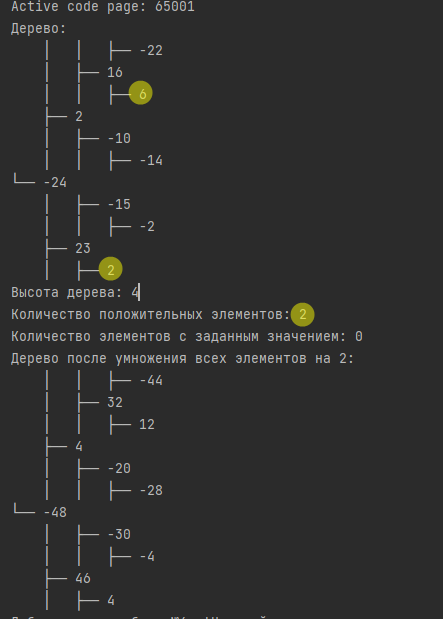 Active code page: 65001
Дерево:
│   │   ├── -22
│   ├── 16
│   │   ├── 6
├── 2
│   ├── -10
│   │   ├── -14
└── -24
│   ├── -15
│   │   ├── -2
├── 23
│   ├── 2
Высота дерева: 4
Количество положительных элементов: 2
Количество элементов с заданным значением: 0
Дерево после умножения всех элементов на 2:
│   │   ├── -44
│   ├── 32
│   │   ├── 12
├── 4
│   ├── -20
│   │   ├── -28
└── -48
│   ├── -30
│   │   ├── -4
├── 46
│   ├── 4